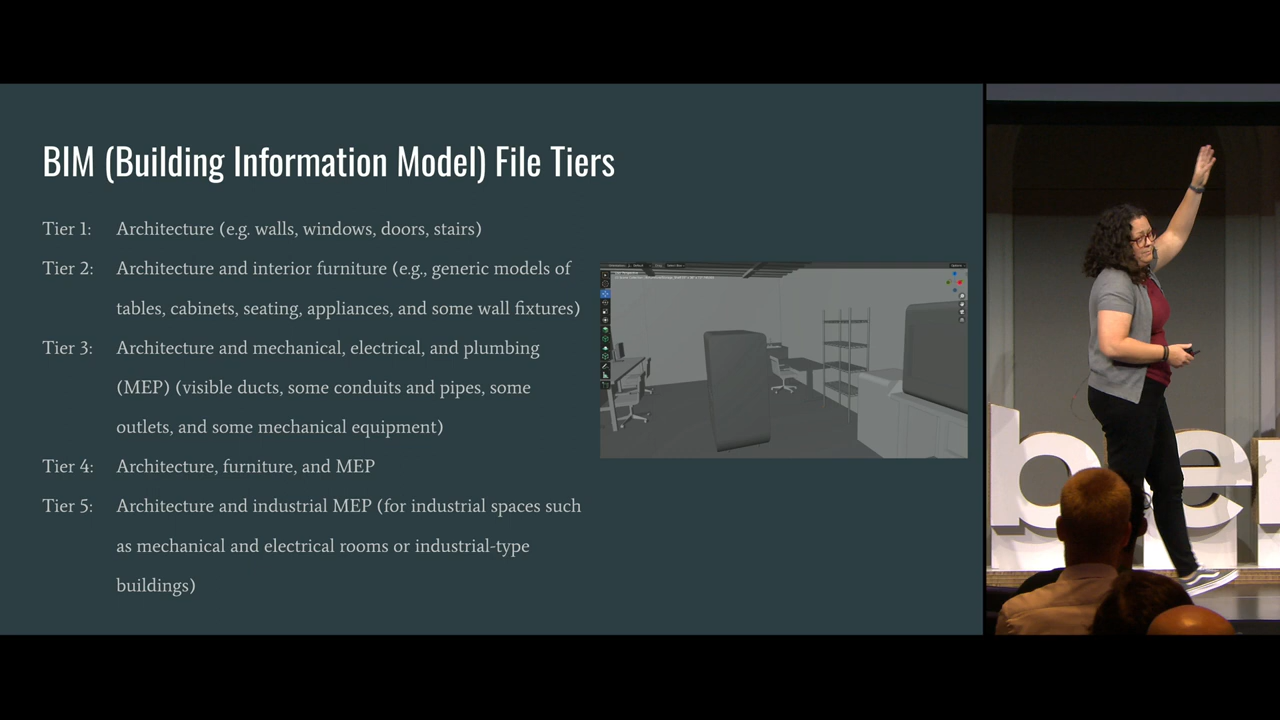 BIM (Building Information Model) File Tiers
Tier 1: Architecture (e.g. walls, windows, doors, stairs)
Tier 2: Architecture and interior furniture (e.g., generic models of
tables, cabinets, seating, appliances, and some wall fixtures)
Tier 3: Architecture and mechanical, electrical, and plumbing
(MEP) (visible ducts, some conduits and pipes, some
outlets, and some mechanical equipment)
Tier 4: Architecture, furniture, and MEP
Tier 5: Architecture and industrial MEP (for industrial spaces such
as mechanical and electrical rooms or industrial-type
buildings)